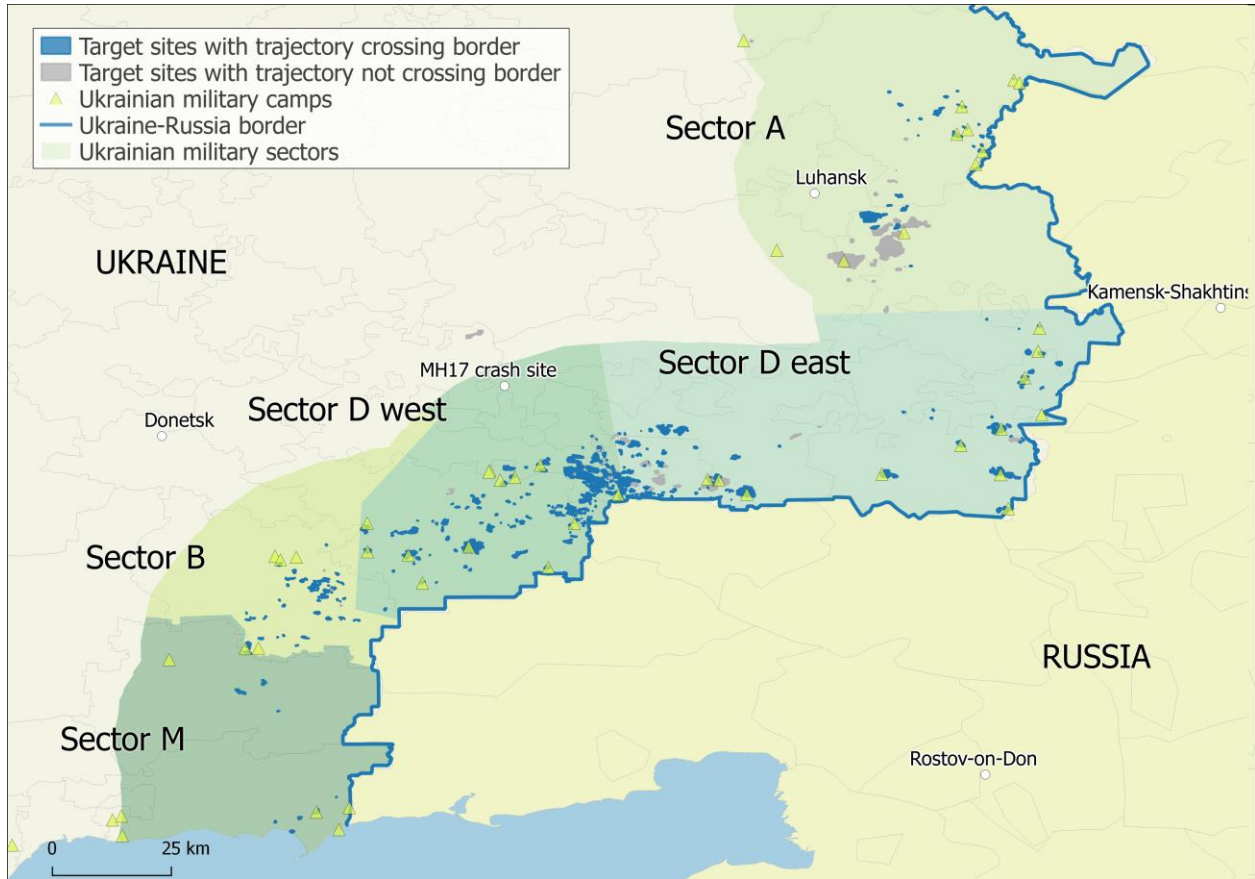 Target sites with trajectory crossing border
Target sites with trajectory not crossing border
Ukrainian military camps
Ukraine-Russia border
Ukrainian military sectors
Sector A
Luhansk
UKRAINE
Kamensk-Shakhtins
Sector D east
MH17 crash site
Sector D west
Donetsk
Sector B
RUSSIA
Sector M
Rostov-on-Don
0 25 km